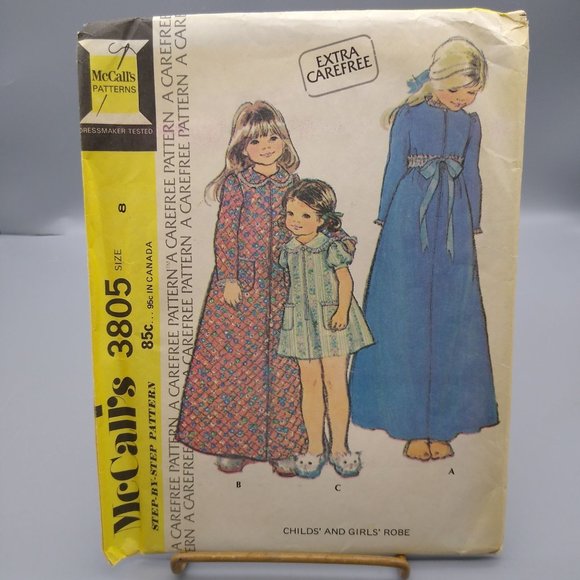 McCall's
PATTERNS
DRESSMAKER TESTED
8
SIZE
3805
85c... 95c IN CANADA
McCall's
STEP-BY-STEP PATTERN
A CAREFREE PATTERN A CAREFREE PATTERN A CAREFREE PATTERN
EXTRA
CAREFREE
B
C
A
CHILDS' AND GIRLS' ROBE